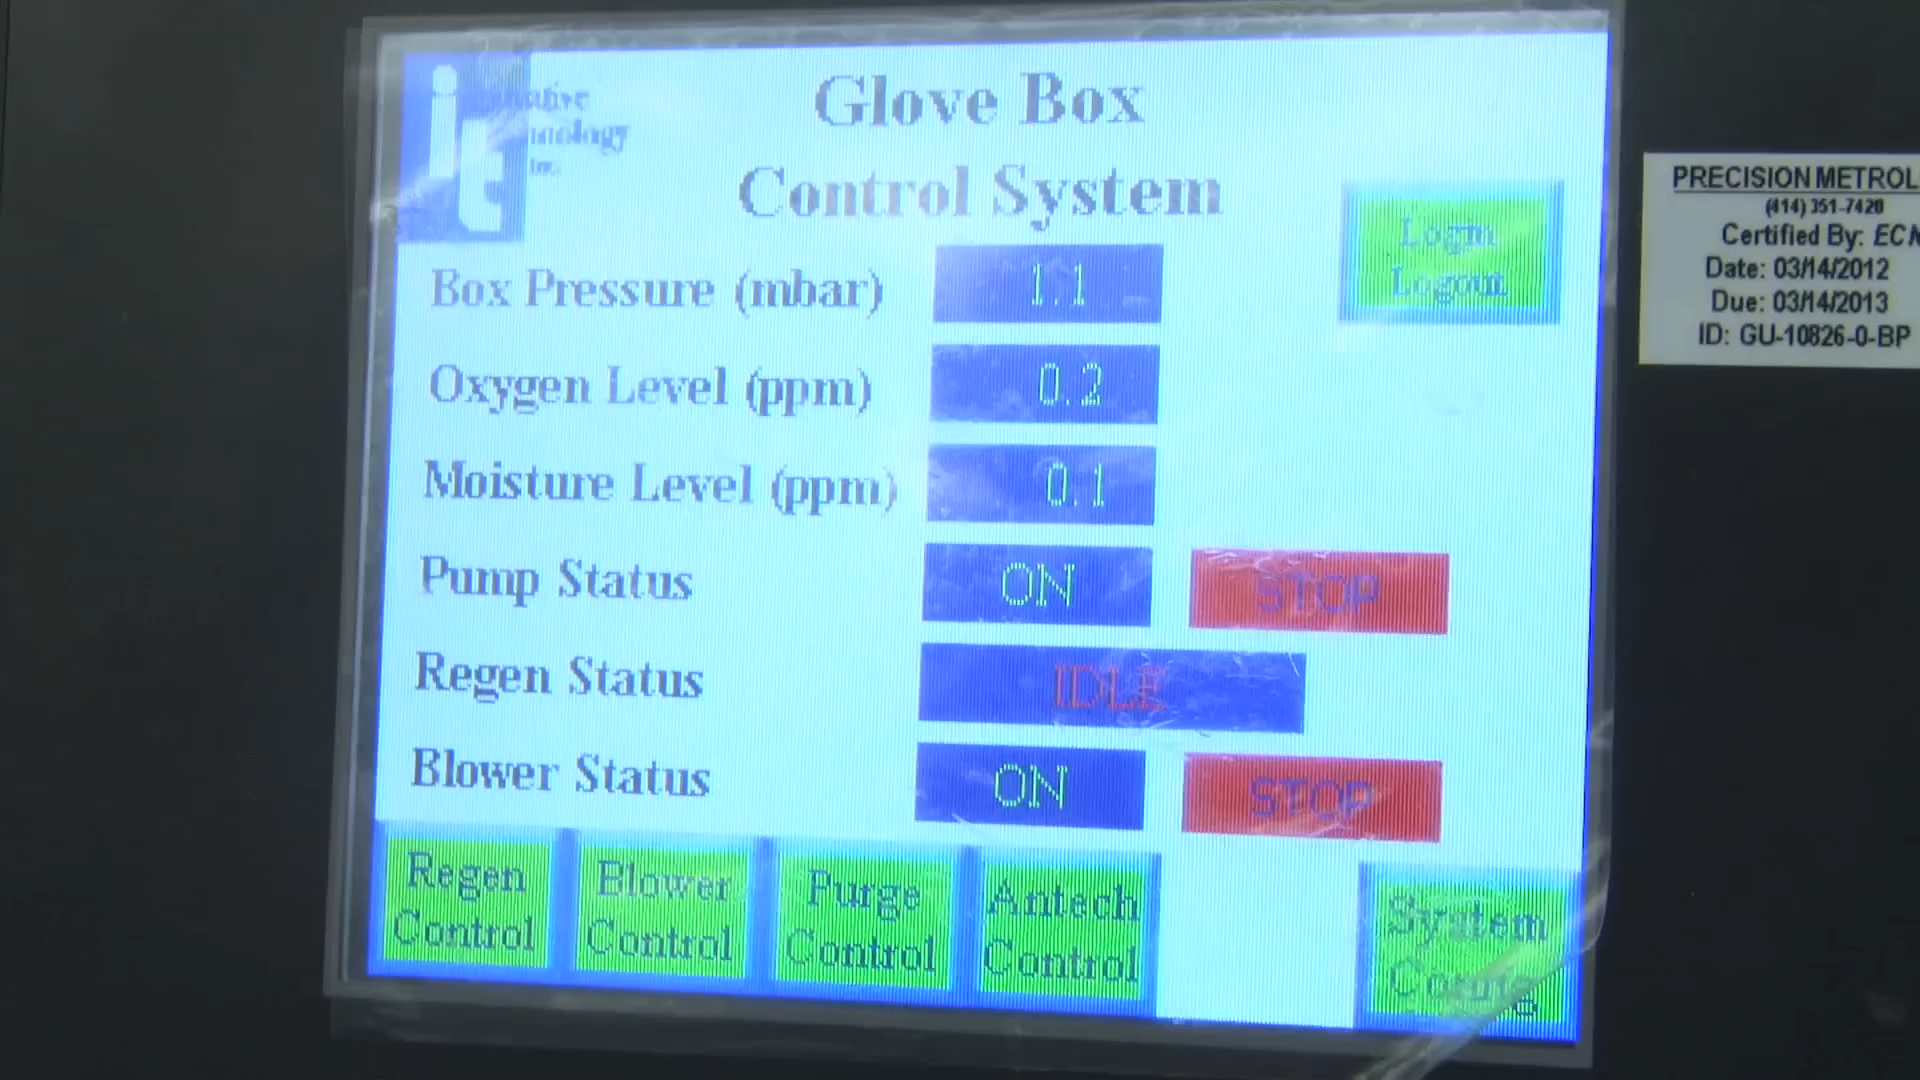 it
Glove Box
Control System
Login
Logout
Box Pressure (mbar) 1.1
Oxygen Level (ppm) 0.2
Moisture Level (ppm) 0.1
Pump Status ON STOP
Regen Status IDLE
Blower Status ON STOP
Regen
Control
Blower
Control
Purge
Control
Antech
Control
System
PRECISION METROL
(414) 351-7420
Certified By: ECM
Date: 03/14/2012
Due: 03/14/2013
ID: GU-10826-0-BP